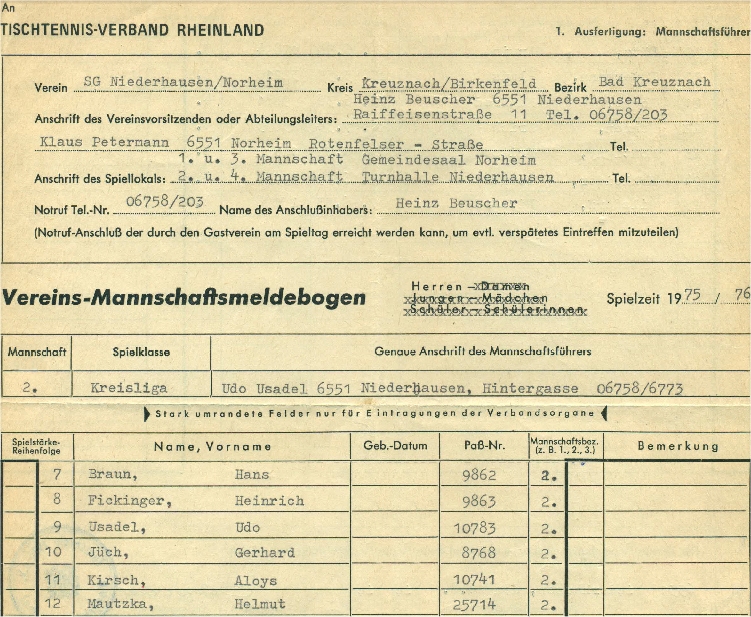 An
TISCHTENNIS-VERBAND RHEINLAND
1. Ausfertigung: Mannschaftsführer
Verein SG Niederhausen/Norheim Kreis Kreuznach/Birkenfeld Bezirk Bad Kreuznach
Heinz Beuscher 6551 Niederhausen
Anschrift des Vereinsvorsitzenden oder Abteilungsleiters: Raiffeisenstraße 11 Tel. 06758/203
Klaus Petermann 6551 Norheim Rotenfelser - Straße Tel.
1. u. 3. Mannschaft Gemeindesaal Norheim
Anschrift des Spiellokals: 2. u. 4. Mannschaft Turnhalle Niederhausen Tel.
Notruf Tel.-Nr. 06758/203 Name des Anschlußinhabers: Heinz Beuscher
(Notruf-Anschluß der durch den Gastverein am Spieltag erreicht werden kann, um evtl. verspätetes Eintreffen mitzuteilen)
Vereins-Mannschaftsmeldebogen
Herren - Damen
Jungen - Mädchen
Schüler - Schülerinnen
Spielzeit 1975 / 76
Mannschaft Spielklasse Genaue Anschrift des Mannschaftsführers
2. Kreisliga Udo Usadel 6551 Niederhausen, Hintergasse 06758/6773
Stark umrandete Felder nur für Eintragungen der Verbandsorgane
Spielstärke-Reihenfolge Name, Vorname Geb.-Datum Paß-Nr. Mannschaftsbez. (z. B. 1., 2., 3.) Bemerkung
7 Braun, Hans 9862 2.
8 Fickinger, Heinrich 9863 2.
9 Usadel, Udo 10783 2.
10 Jüch, Gerhard 8768 2.
11 Kirsch, Aloys 10741 2.
12 Mautzka, Helmut 25714 2.